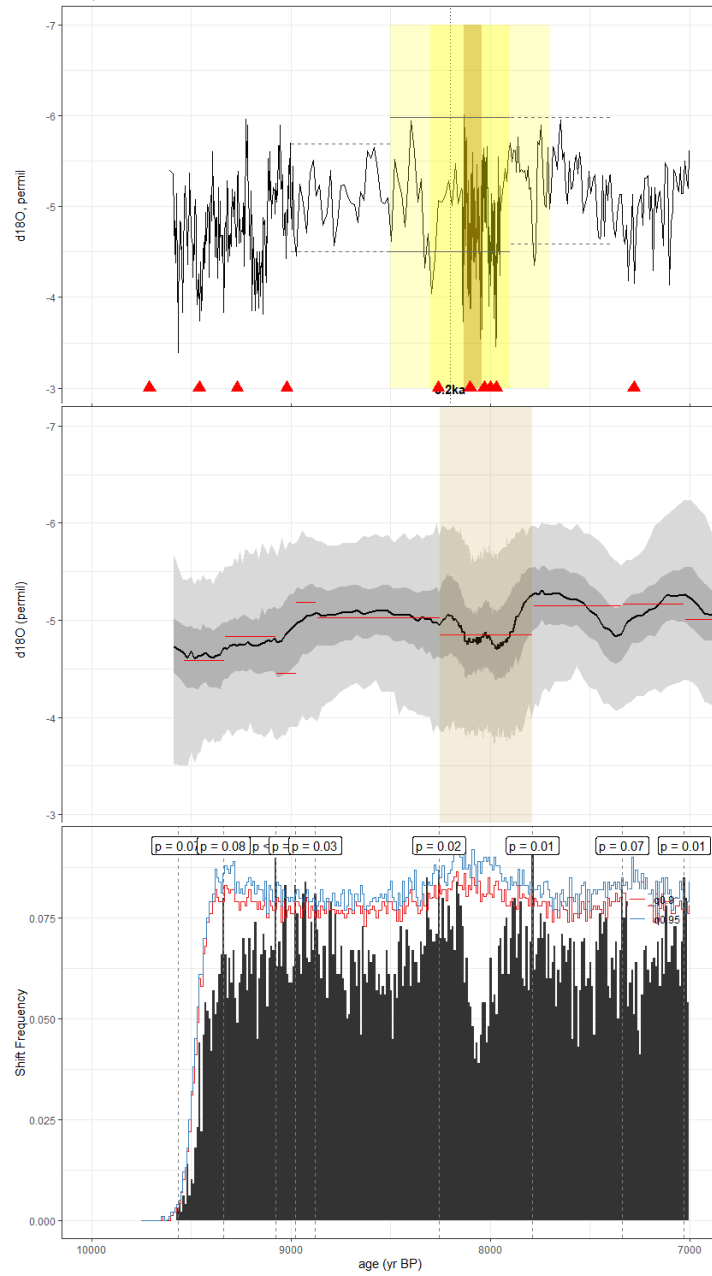 -7
-6
-5
-4
-3
d18O, permil
8.2ka
-7
-6
-5
-4
-3
d18O (permil)
p = 0.07 p = 0.08 p < p = p = 0.03 p = 0.02 p = 0.01 p = 0.07 p = 0.01
q0.9
q0.95
0.075
0.050
0.025
0.000
Shift Frequency
10000 9000 8000 7000
age (yr BP)